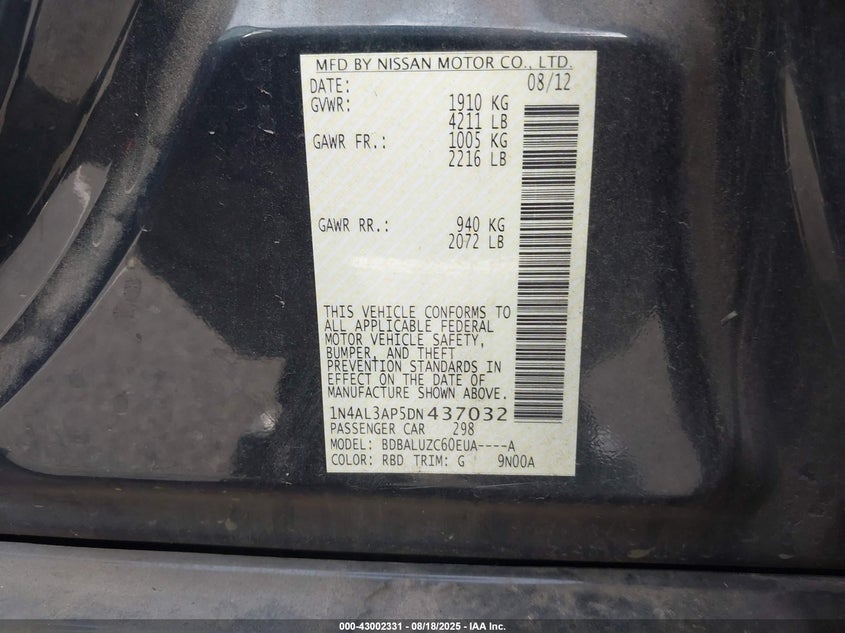 MFD BY NISSAN MOTOR CO., LTD.
DATE: 08/12
GVWR: 1910 KG
4211 LB
GAWR FR.: 1005 KG
2216 LB
GAWR RR.: 940 KG
2072 LB
THIS VEHICLE CONFORMS TO
ALL APPLICABLE FEDERAL
MOTOR VEHICLE SAFETY,
BUMPER, AND THEFT
PREVENTION STANDARDS IN
EFFECT ON THE DATE OF
MANUFACTURE SHOWN ABOVE.
1N4AL3AP5DN437032
PASSENGER CAR 298
MODEL: BDBALUZC60EUA----A
COLOR: RBD TRIM: G 9N00A
000-43002331 - 08/18/2025 - IAA Inc.